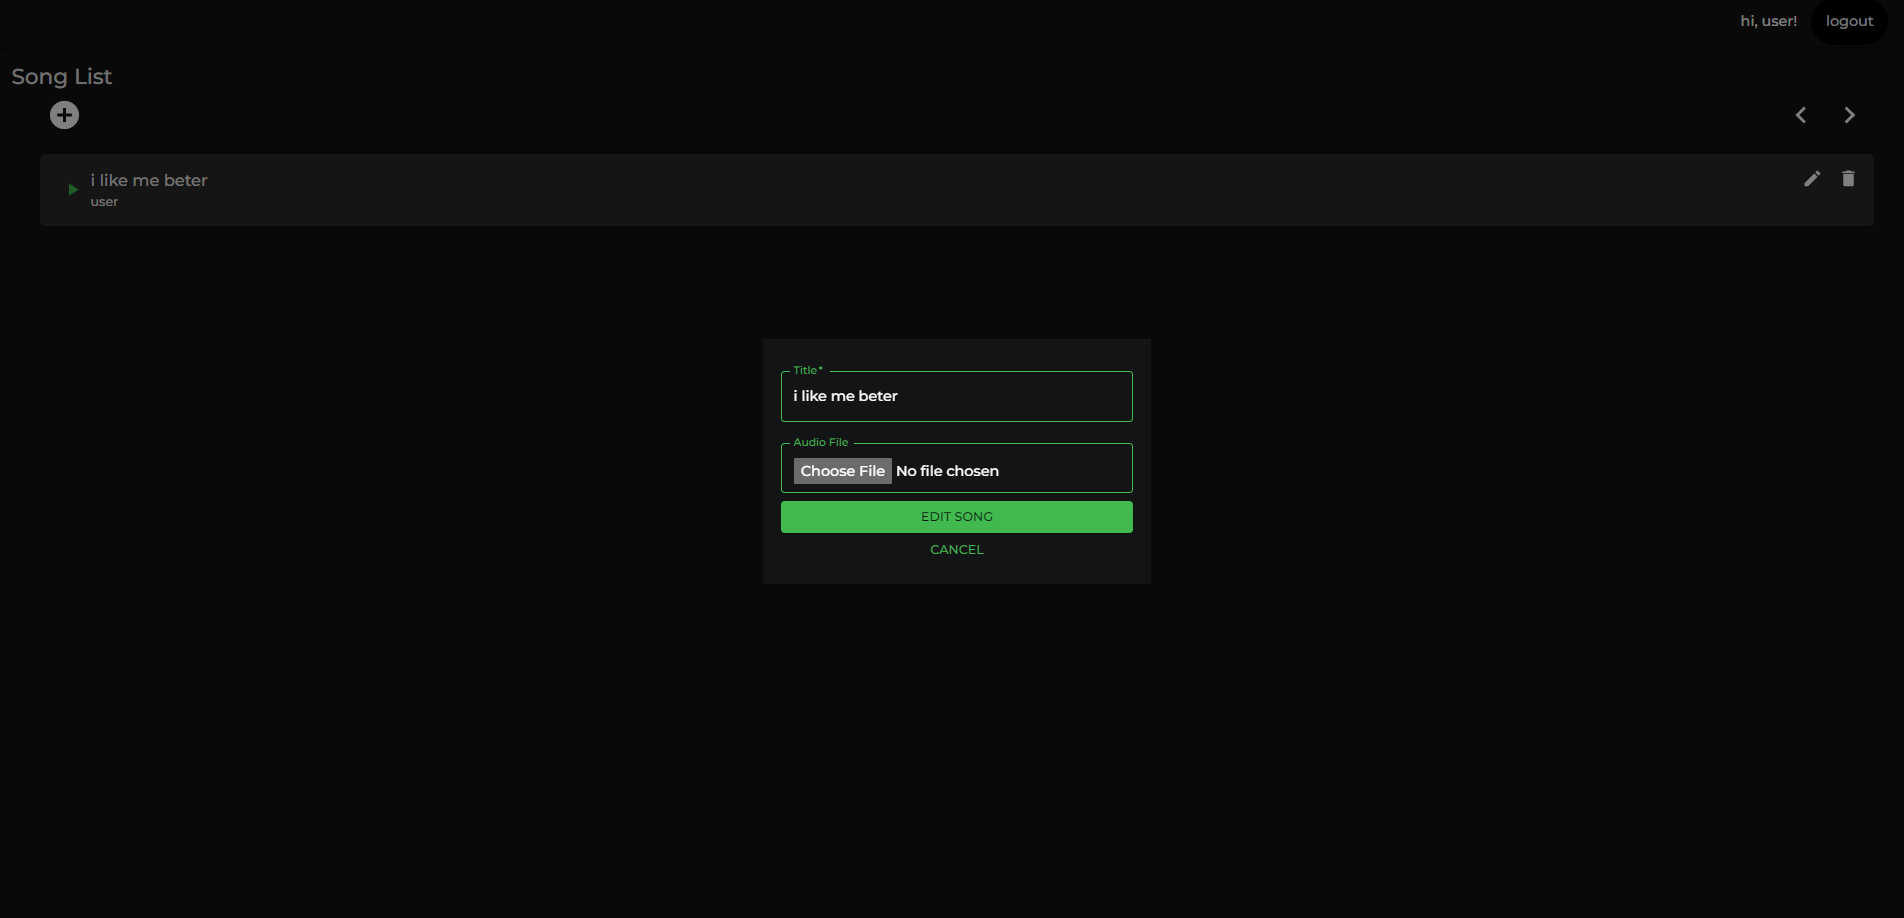 hi, user!
logout
Song List
i like me beter
user
Title*
i like me beter
Audio File
Choose File No file chosen
EDIT SONG
CANCEL